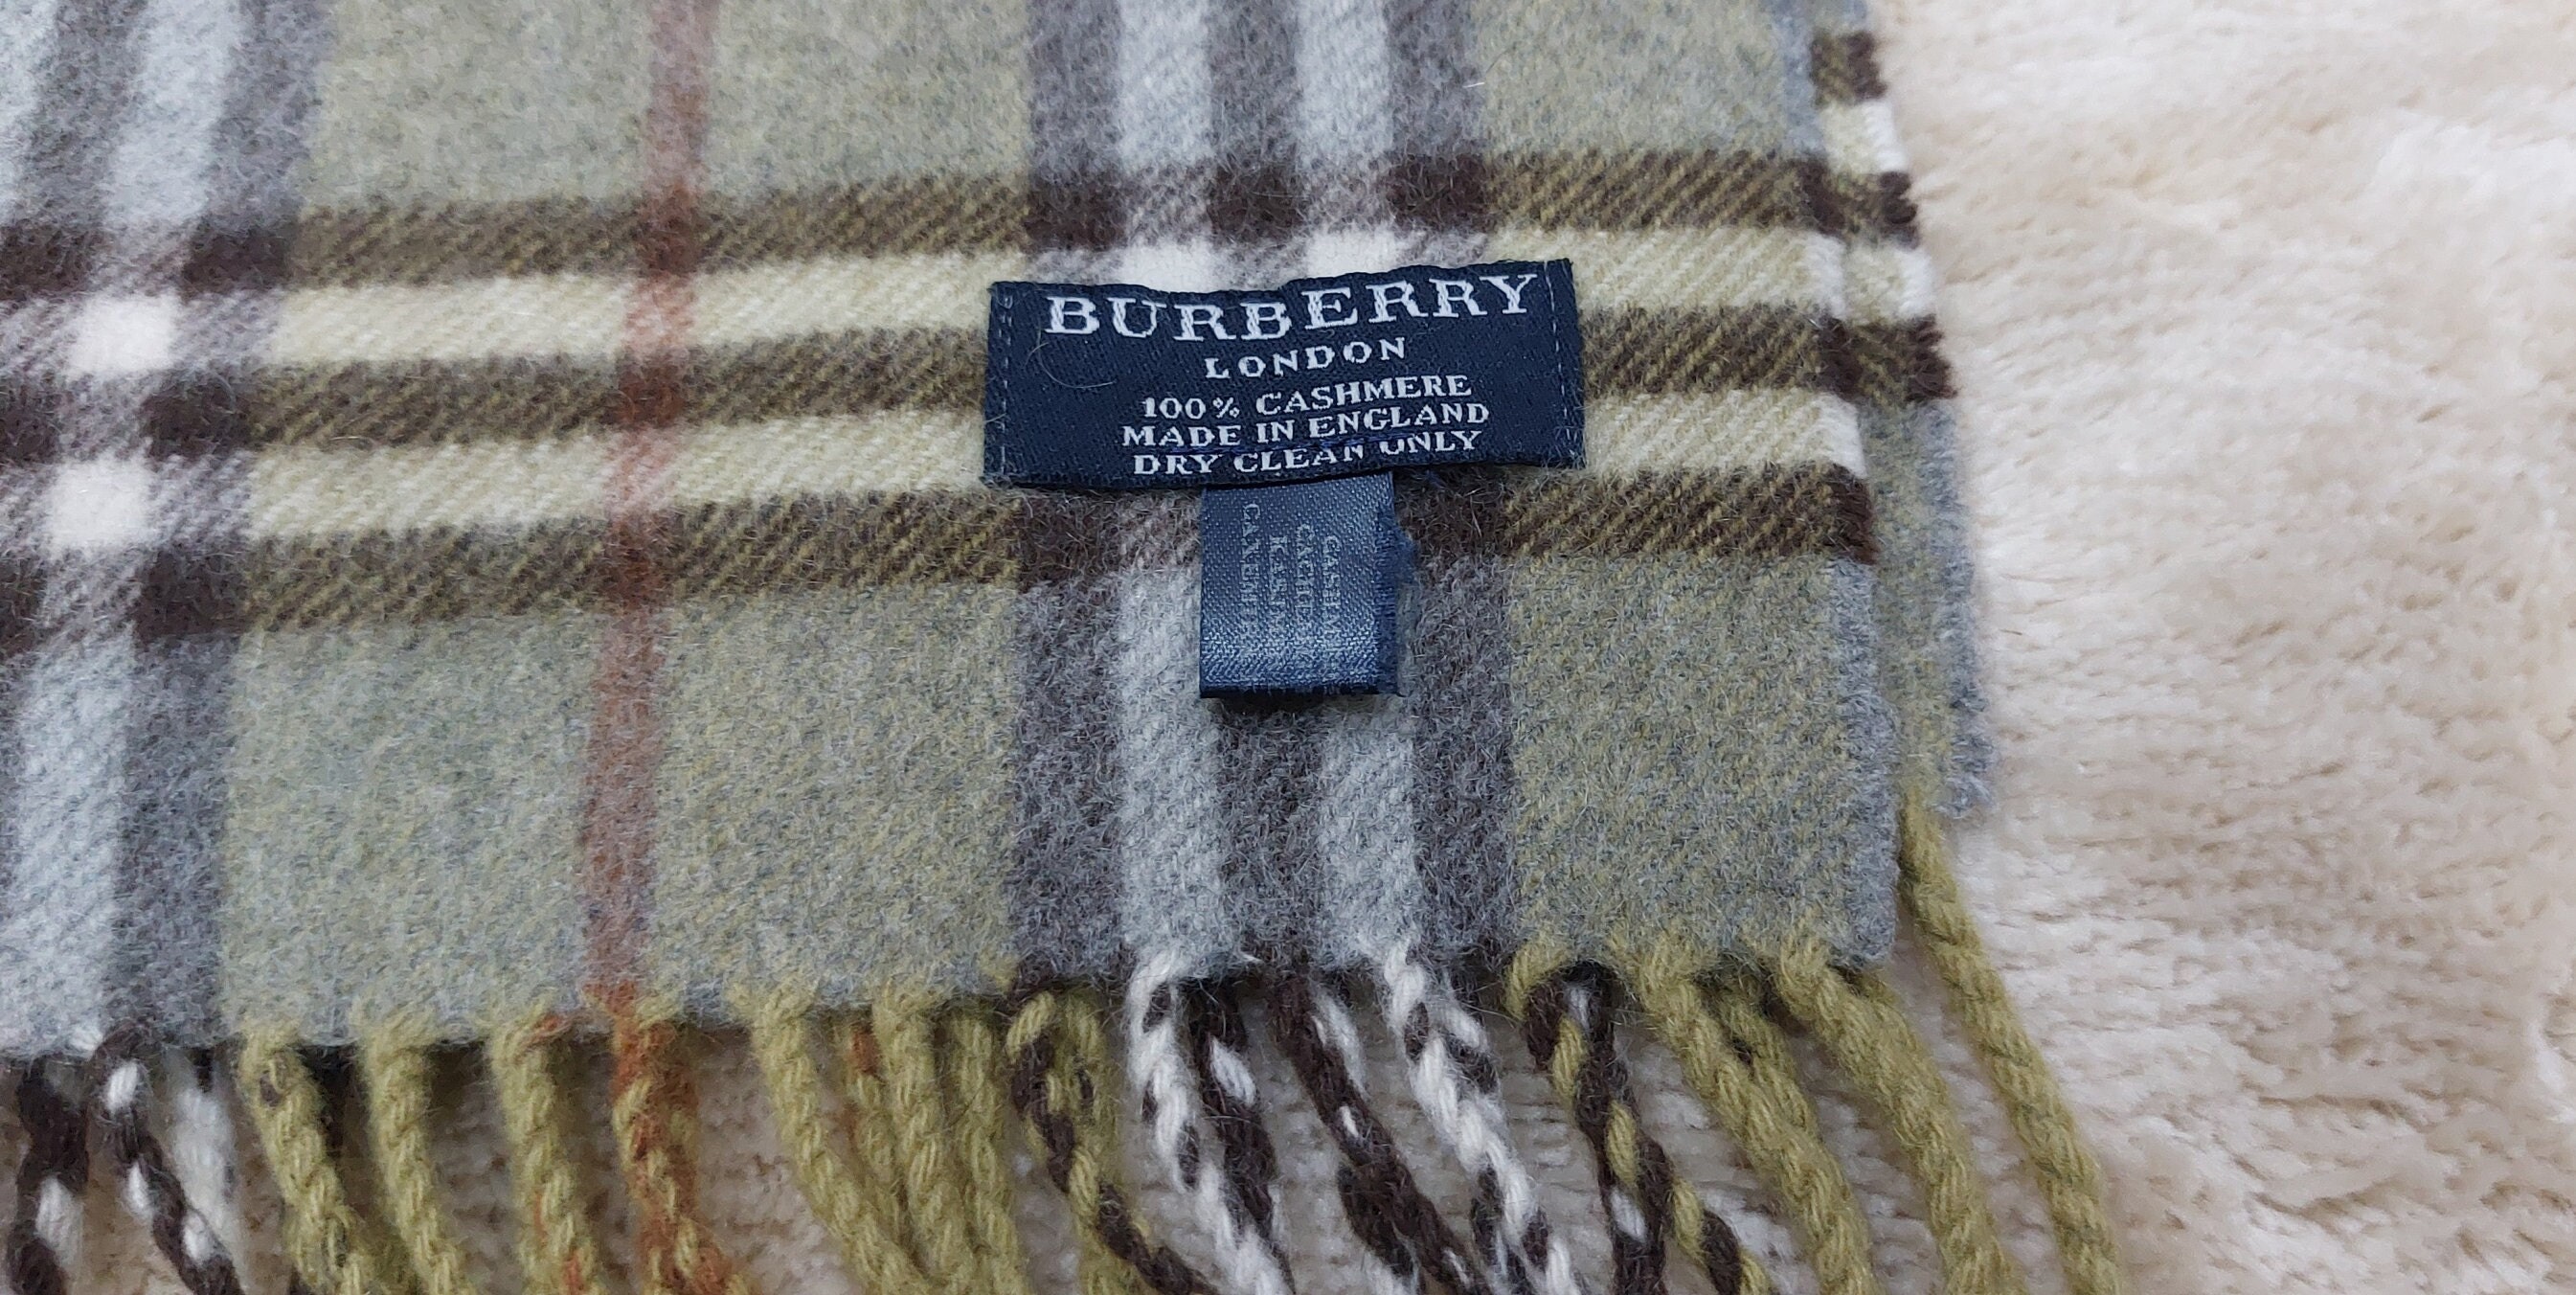 BURBERRY
LONDON
100% CASHMERE
MADE IN ENGLAND
DRY CLEAN ONLY